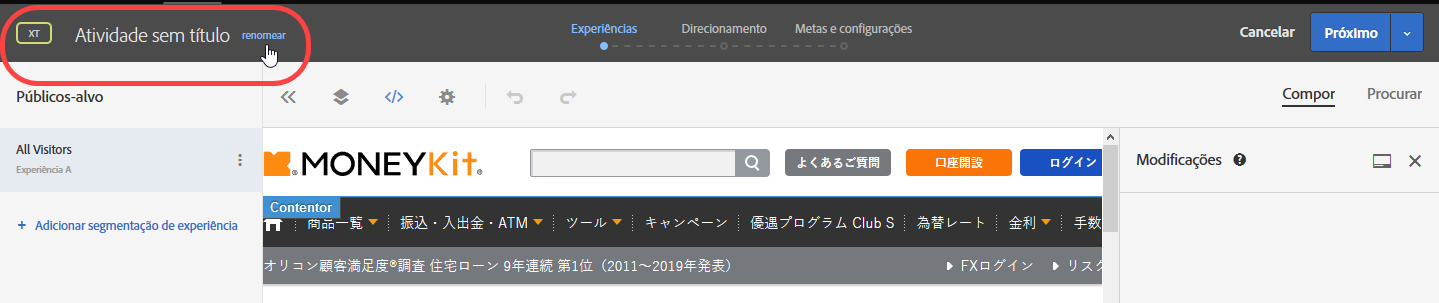 XT Atividade sem título renomear Experiências Direcionamento Metas e configurações Cancelar Próximo
Públicos-alvo </> Compor Procurar
All Visitors
Experiência A
+ Adicionar segmentação de experiência
MONEYKit よくあるご質問 口座開設 ログイン
Contentor
商品一覧 振込・入出金・ATM ツール キャンペーン 優遇プログラム Club S 為替レート 金利 手数
オリコン顧客満足度®調査 住宅ローン 9年連続 第1位（2011〜2019年発表） FXログイン リスク
Modificações ?